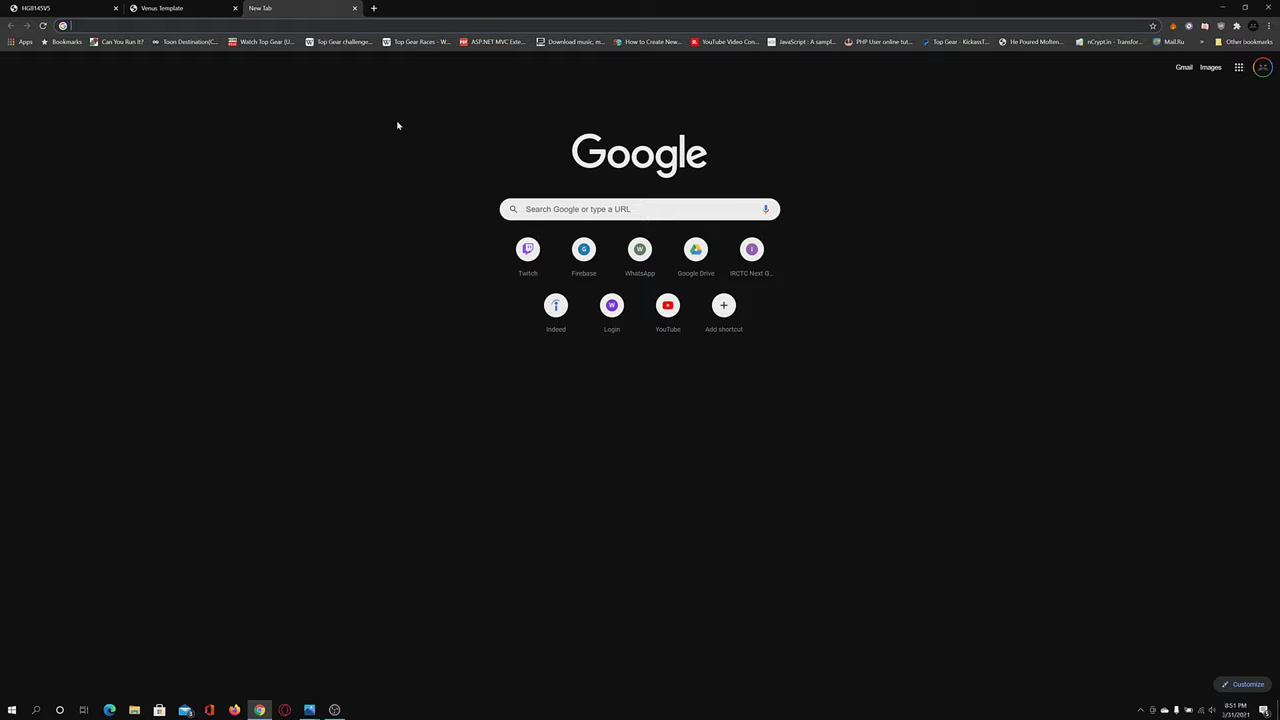 HG8145V5
Venus Template
New Tab
Apps
Bookmarks
Can You Run It?
Toon Destination(C...
Watch Top Gear (U...
Top Gear challenge...
Top Gear Races - W...
ASP.NET MVC Exte...
Download music, m...
How to Create New...
YouTube Video Con...
JavaScript : A sampl...
PHP User online tut...
Top Gear - KickassT...
He Poured Molten...
nCrypt.in - Transfor...
Mail.Ru
»
Other bookmarks
Gmail
Images
Google
Search Google or type a URL
Twitch
Firebase
WhatsApp
Google Drive
IRCTC Next G...
Indeed
Login
YouTube
Add shortcut
Customize
8:51 PM
3/31/2021